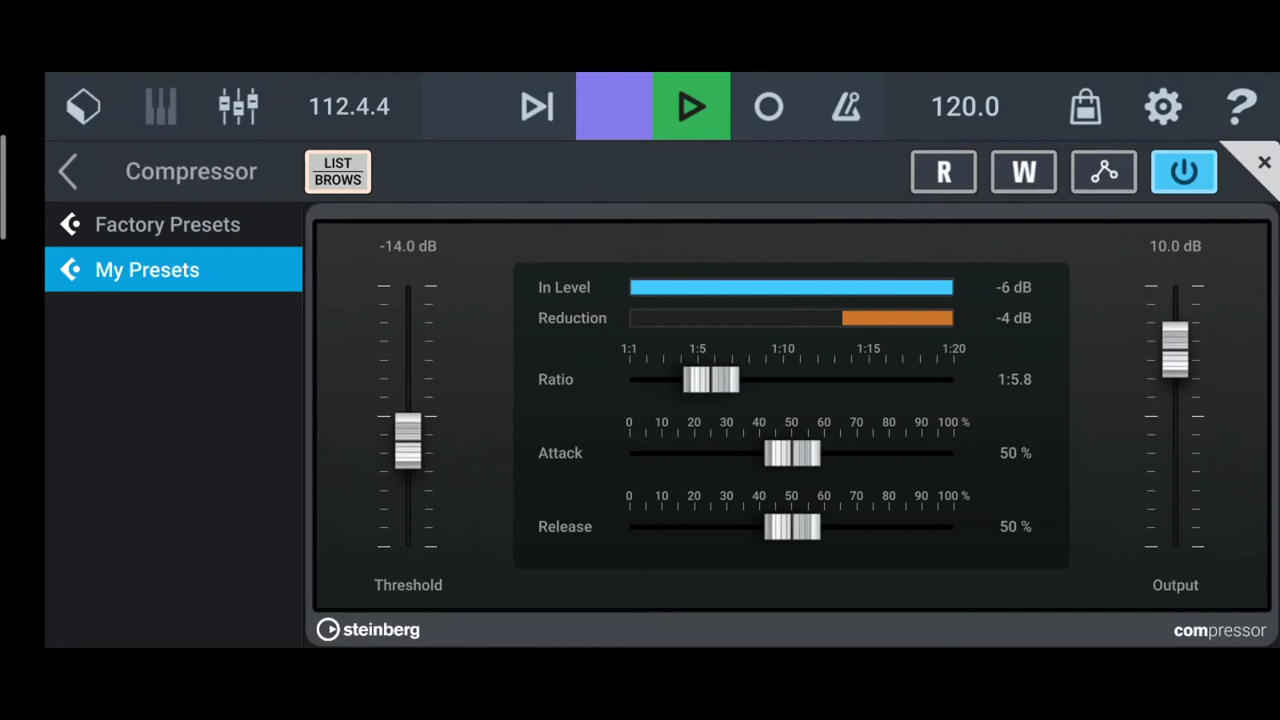 112.4.4
120.0
?
Compressor
LIST
BROWS
R
W
Factory Presets
My Presets
-14.0 dB
10.0 dB
In Level
-6 dB
Reduction
-4 dB
1:1 1:5 1:10 1:15 1:20
Ratio
1:5.8
0 10 20 30 40 50 60 70 80 90 100 %
Attack
50 %
0 10 20 30 40 50 60 70 80 90 100 %
Release
50 %
Threshold
Output
steinberg
compressor